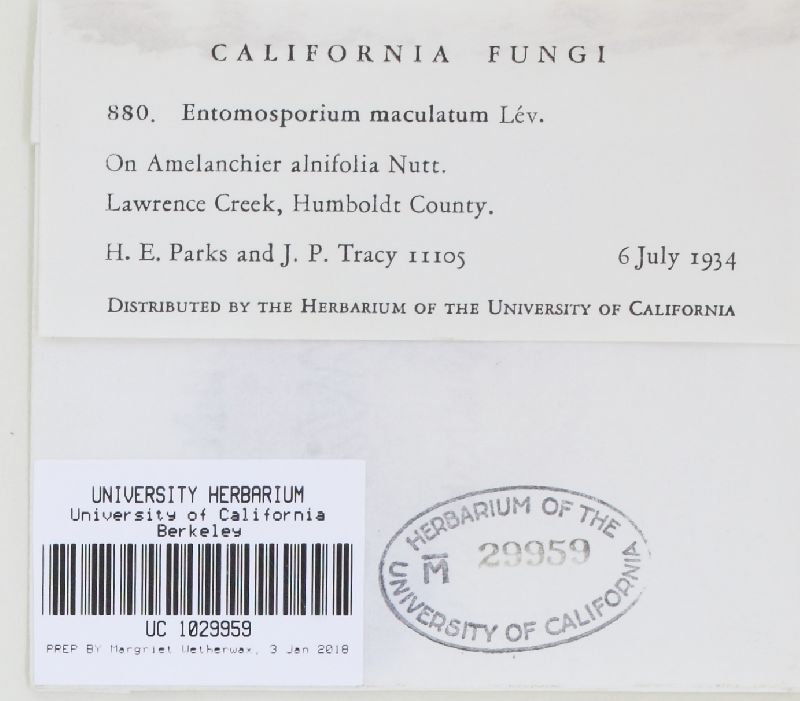 CALIFORNIA FUNGI
880. Entomosporium maculatum Lév.
On Amelanchier alnifolia Nutt.
Lawrence Creek, Humboldt County.
H. E. Parks and J. P. Tracy 11105 6 July 1934
DISTRIBUTED BY THE HERBARIUM OF THE UNIVERSITY OF CALIFORNIA
UNIVERSITY HERBARIUM
University of California
Berkeley
UC 1029959
PREP BY Margriet Wetherwax, 3 Jan 2018
HERBARIUM OF THE
M 29959
UNIVERSITY OF CALIFORNIA